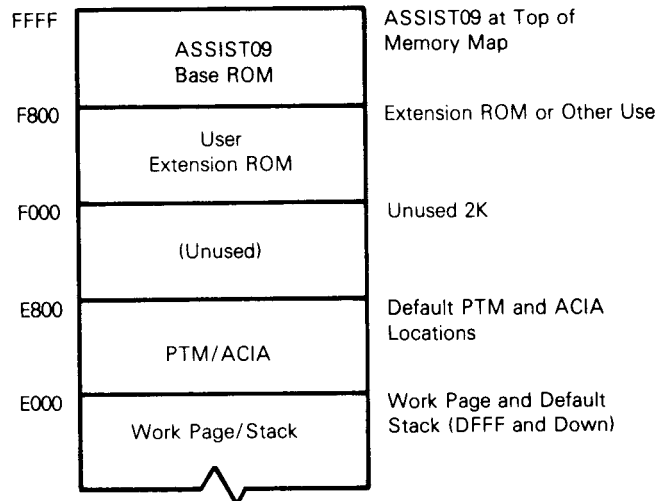 FFFF
ASSIST09
Base ROM
ASSIST09 at Top of
Memory Map
F800
User
Extension ROM
Extension ROM or Other Use
F000
(Unused)
Unused 2K
E800
PTM/ACIA
Default PTM and ACIA
Locations
E000
Work Page/Stack
Work Page and Default
Stack (DFFF and Down)